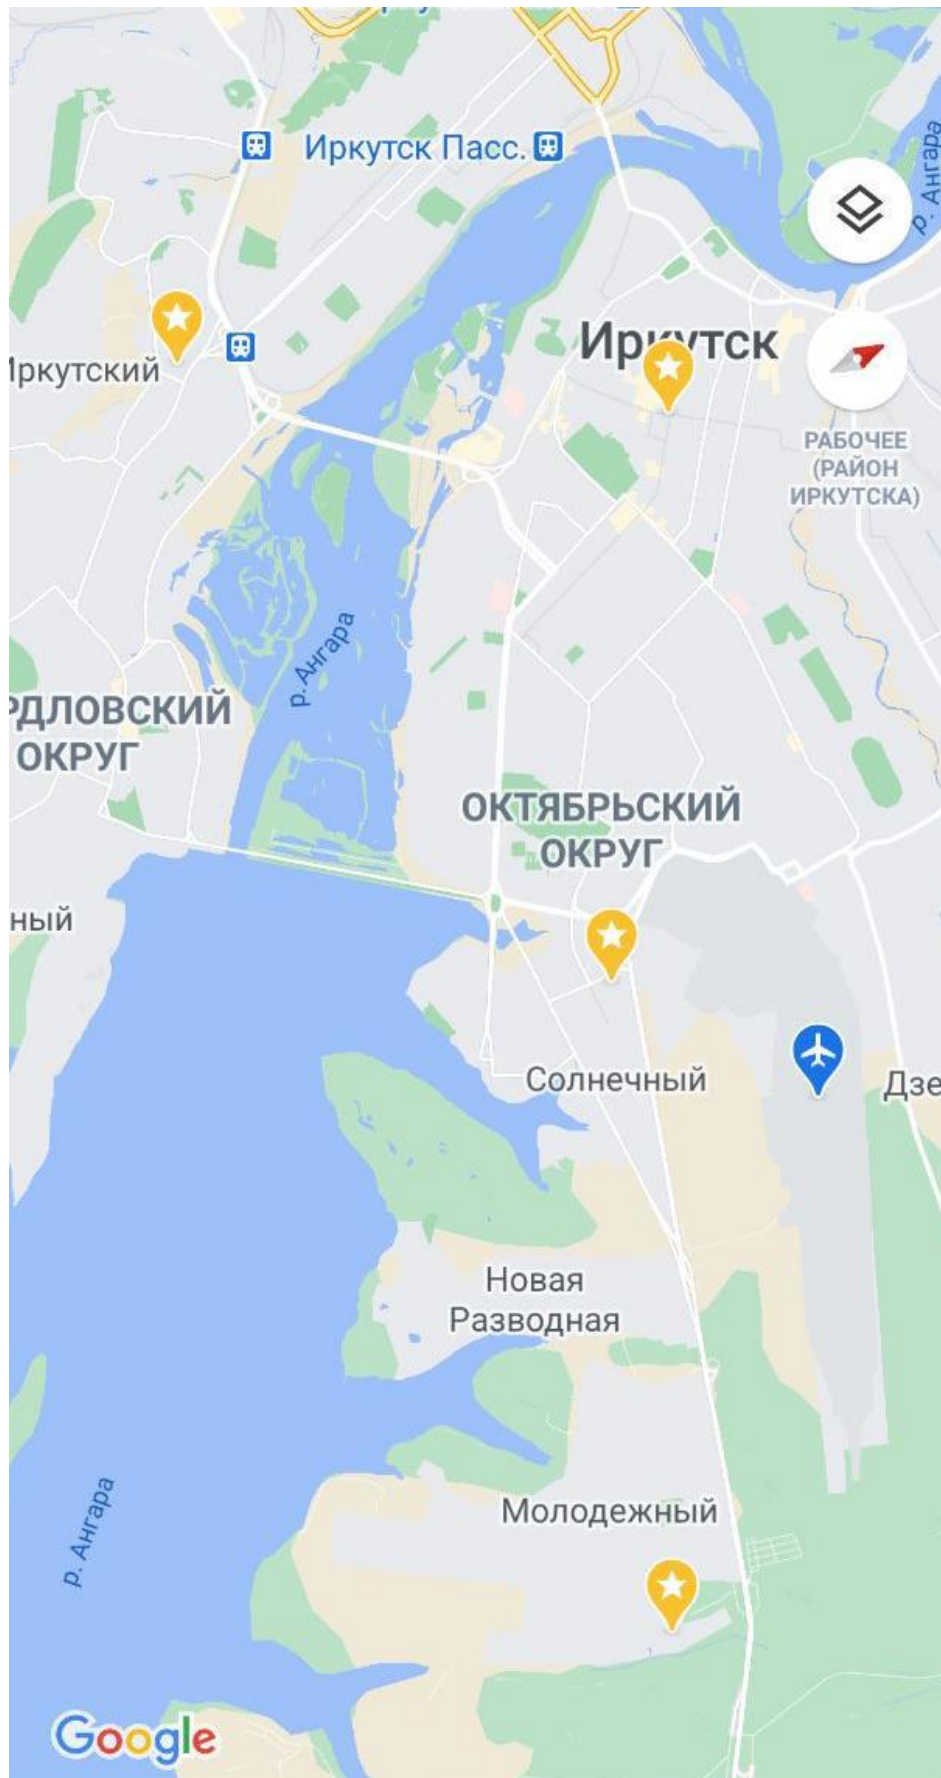 Иркутск Пасс.
р. Ангара
Иркутск
Иркутский
РАБОЧЕЕ
(РАЙОН
ИРКУТСКА)
р. Ангара
РДЛОВСКИЙ
ОКРУГ
ОКТЯБРЬСКИЙ
ОКРУГ
ный
Солнечный
Дзе
Новая
Разводная
Молодежный
р. Ангара
Google